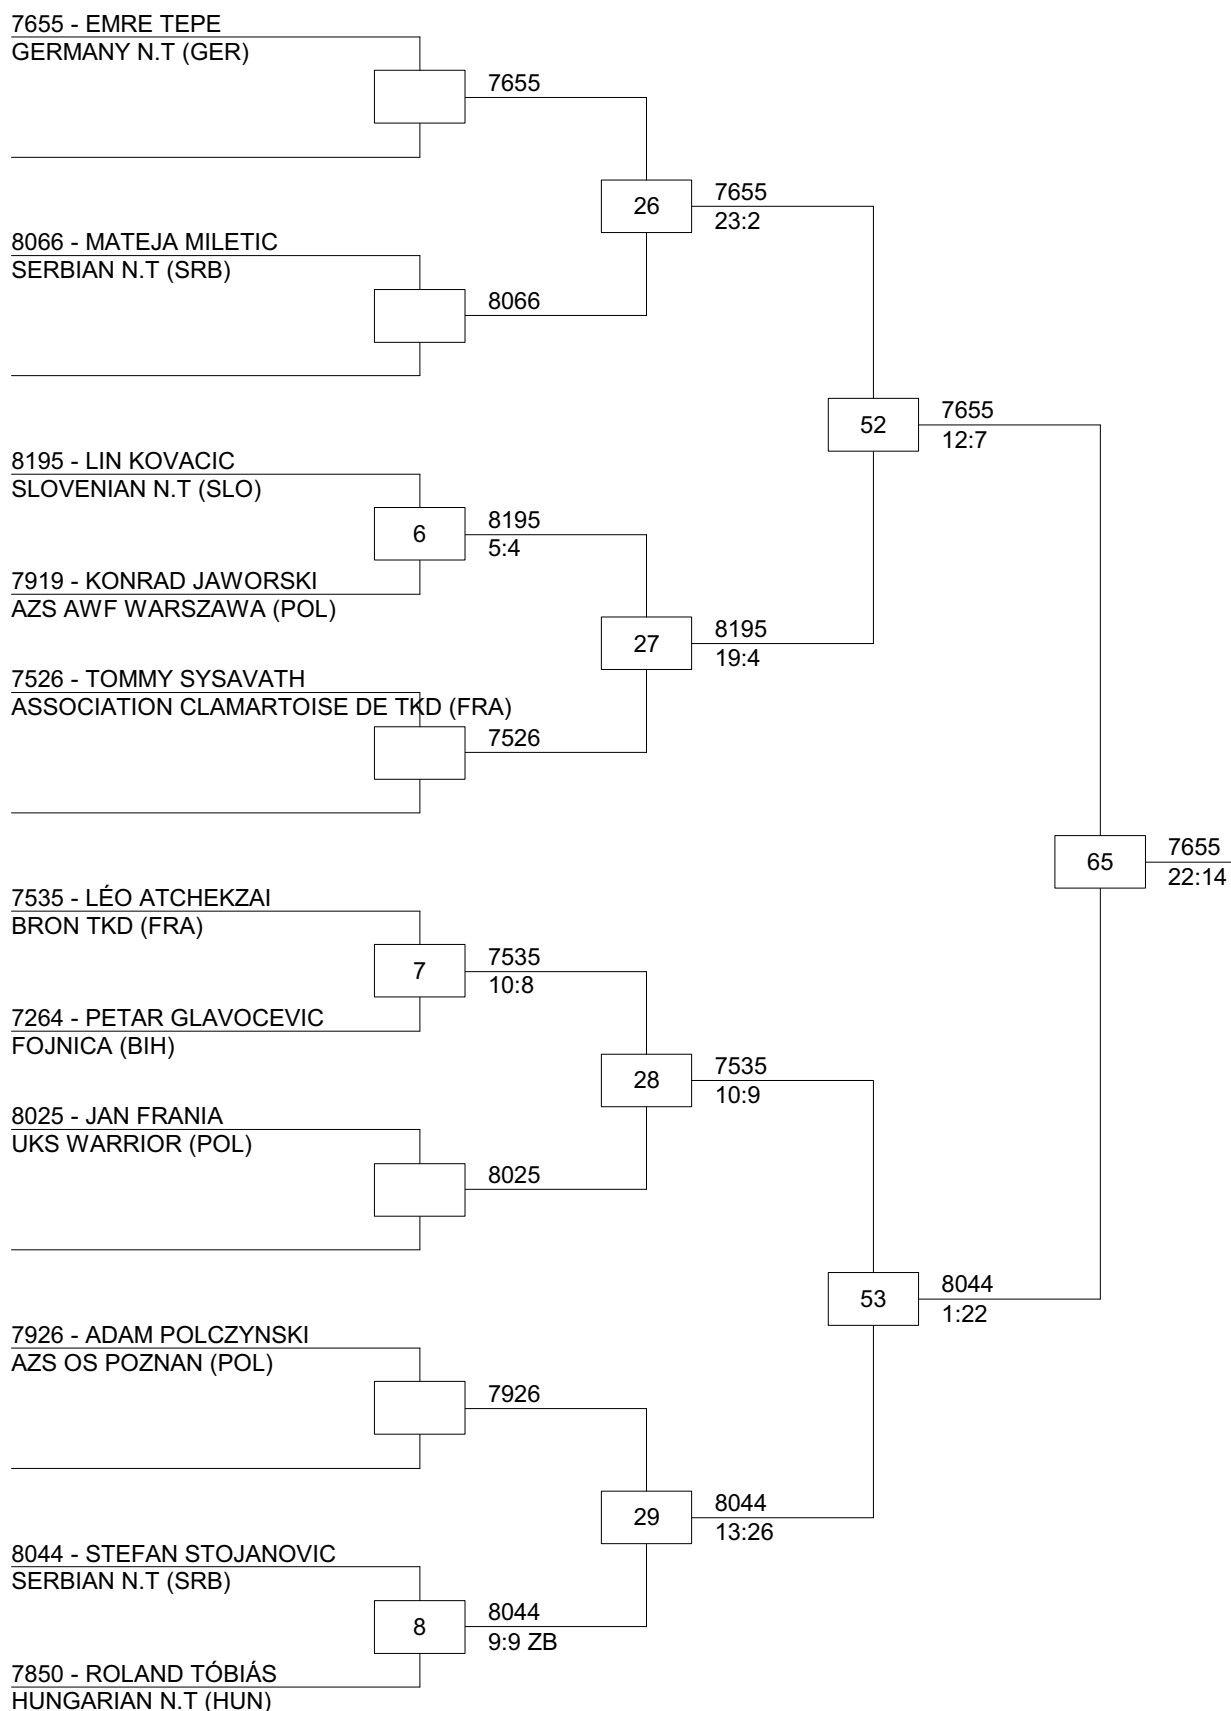 7655 - EMRE TEPE
GERMANY N.T (GER)
7655
26
7655
23:2
8066 - MATEJA MILETIC
SERBIAN N.T (SRB)
8066
52
7655
12:7
8195 - LIN KOVACIC
SLOVENIAN N.T (SLO)
6
8195
5:4
7919 - KONRAD JAWORSKI
AZS AWF WARSZAWA (POL)
27
8195
19:4
7526 - TOMMY SYSAVATH
ASSOCIATION CLAMARTOISE DE TKD (FRA)
7526
65
7655
22:14
7535 - LÉO ATCHEKZAI
BRON TKD (FRA)
7
7535
10:8
7264 - PETAR GLAVOCEVIC
FOJNICA (BIH)
28
7535
10:9
8025 - JAN FRANIA
UKS WARRIOR (POL)
8025
53
8044
1:22
7926 - ADAM POLCZYNSKI
AZS OS POZNAN (POL)
7926
29
8044
13:26
8044 - STEFAN STOJANOVIC
SERBIAN N.T (SRB)
8
8044
9:9 ZB
7850 - ROLAND TÓBIÁS
HUNGARIAN N.T (HUN)